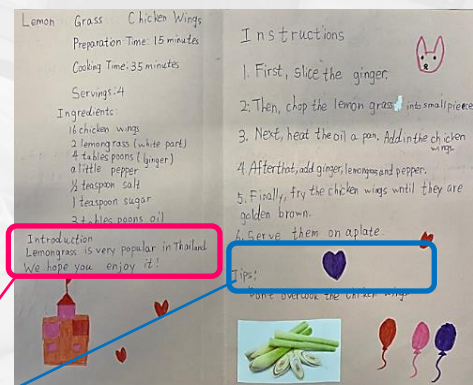 Lemon Grass Chicken Wings
Preparation Time: 15 minutes
Cooking Time: 35 minutes
Servings: 4
Ingredients:
16 chicken wings
2 lemongrass (white part)
4 tablespoons (ginger)
a little pepper
½ teaspoon salt
1 teaspoon sugar
3 tablespoons oil
Introduction
Lemongrass is very popular in Thailand
We hope you enjoy it!
Instructions
1. First, slice the ginger.
2. Then, chop the lemon grass into small pieece
3. Next, heat the oil a pan. Add in the chicken
wings
4. After that, add ginger, lemongrass and pepper.
5. Finally, fry the chicken wings until they are
golden brown.
6. Serve them on a plate.
Tips:
Don't overcook the chicken wings